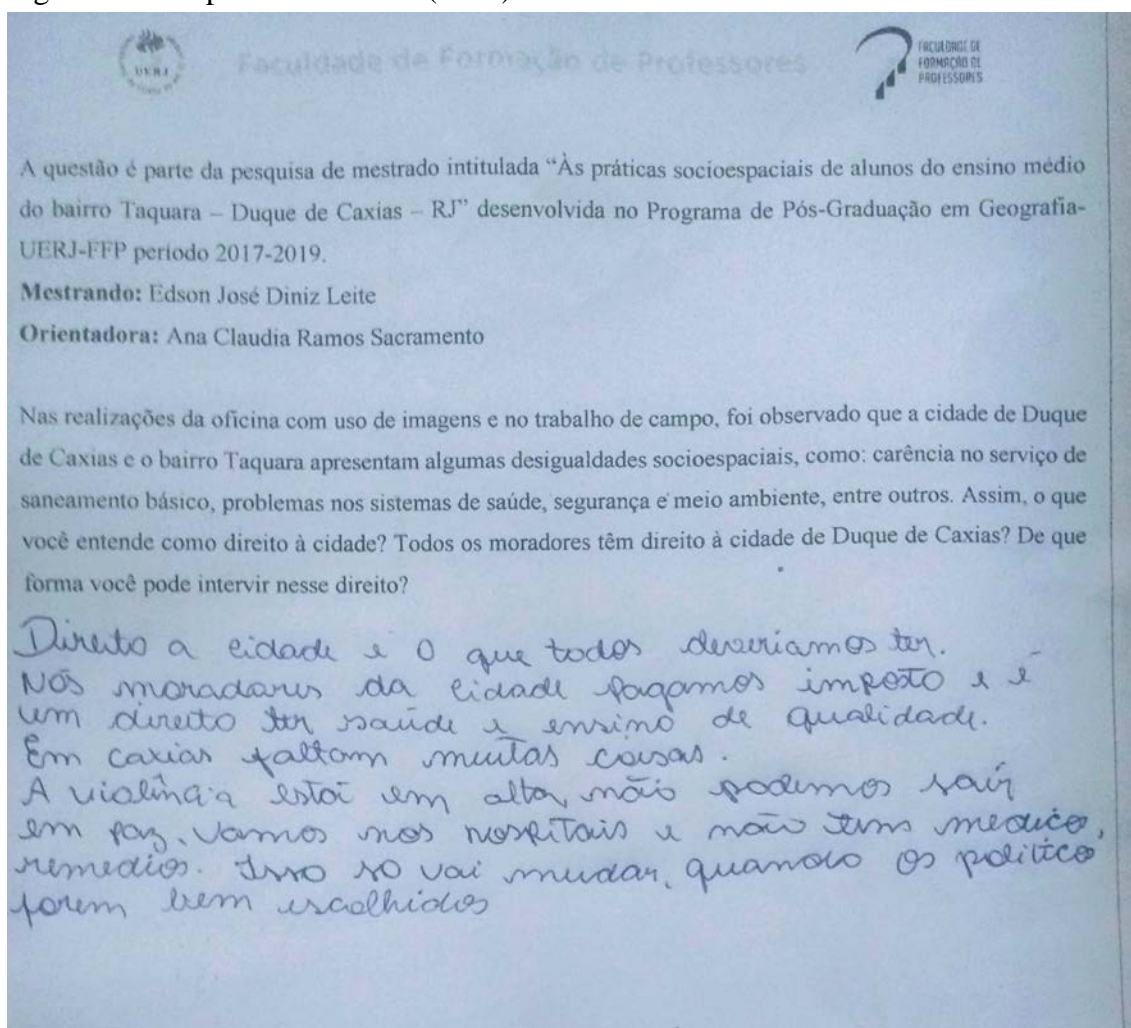 UERJ
Faculdade de Formação de Professores
FACULDADE DE
FORMAÇÃO DE
PROFESSORES
A questão é parte da pesquisa de mestrado intitulada “Às práticas socioespaciais de alunos do ensino médio
do bairro Taquara – Duque de Caxias – RJ” desenvolvida no Programa de Pós-Graduação em Geografia-
UERJ-FFP período 2017-2019.
Mestrando: Edson José Diniz Leite
Orientadora: Ana Claudia Ramos Sacramento
Nas realizações da oficina com uso de imagens e no trabalho de campo, foi observado que a cidade de Duque
de Caxias e o bairro Taquara apresentam algumas desigualdades socioespaciais, como: carência no serviço de
saneamento básico, problemas nos sistemas de saúde, segurança e meio ambiente, entre outros. Assim, o que
você entende como direito à cidade? Todos os moradores têm direito à cidade de Duque de Caxias? De que
forma você pode intervir nesse direito?
Direito a cidade e o que todos deveriamos ter.
Nós moradores da cidade pagamos imposto e é
um direito ter saúde e ensino de qualidade.
Em caxias faltam muitas coisas.
A violência está em alta, não podemos sair
em paz. Vamos nos hospitais e não tem medico,
remedios. Isso so vai mudar, quando os politico
forem bem escolhidos